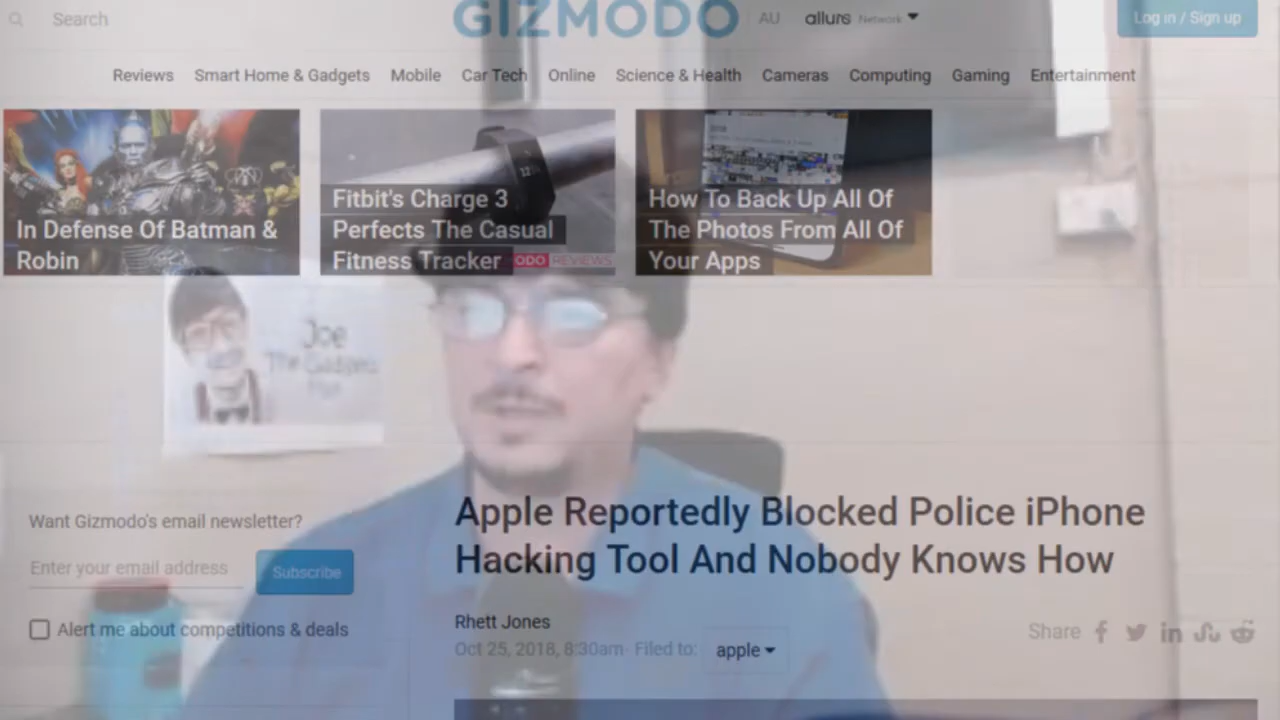 Search
GIZMODO
AU
allure Network
Log in / Sign up
Reviews
Smart Home & Gadgets
Mobile
Car Tech
Online
Science & Health
Cameras
Computing
Gaming
Entertainment
In Defense Of Batman &
Robin
12
Fitbit's Charge 3
Perfects The Casual
Fitness Tracker
ODO REVIEWS
How To Back Up All Of
The Photos From All Of
Your Apps
Joe
The Gadgets
Want Gizmodo's email newsletter?
Enter your email address
Subscribe
Alert me about competitions & deals
Apple Reportedly Blocked Police iPhone
Hacking Tool And Nobody Knows How
Rhett Jones
Oct 25, 2018, 8:30am · Filed to:
apple
Share